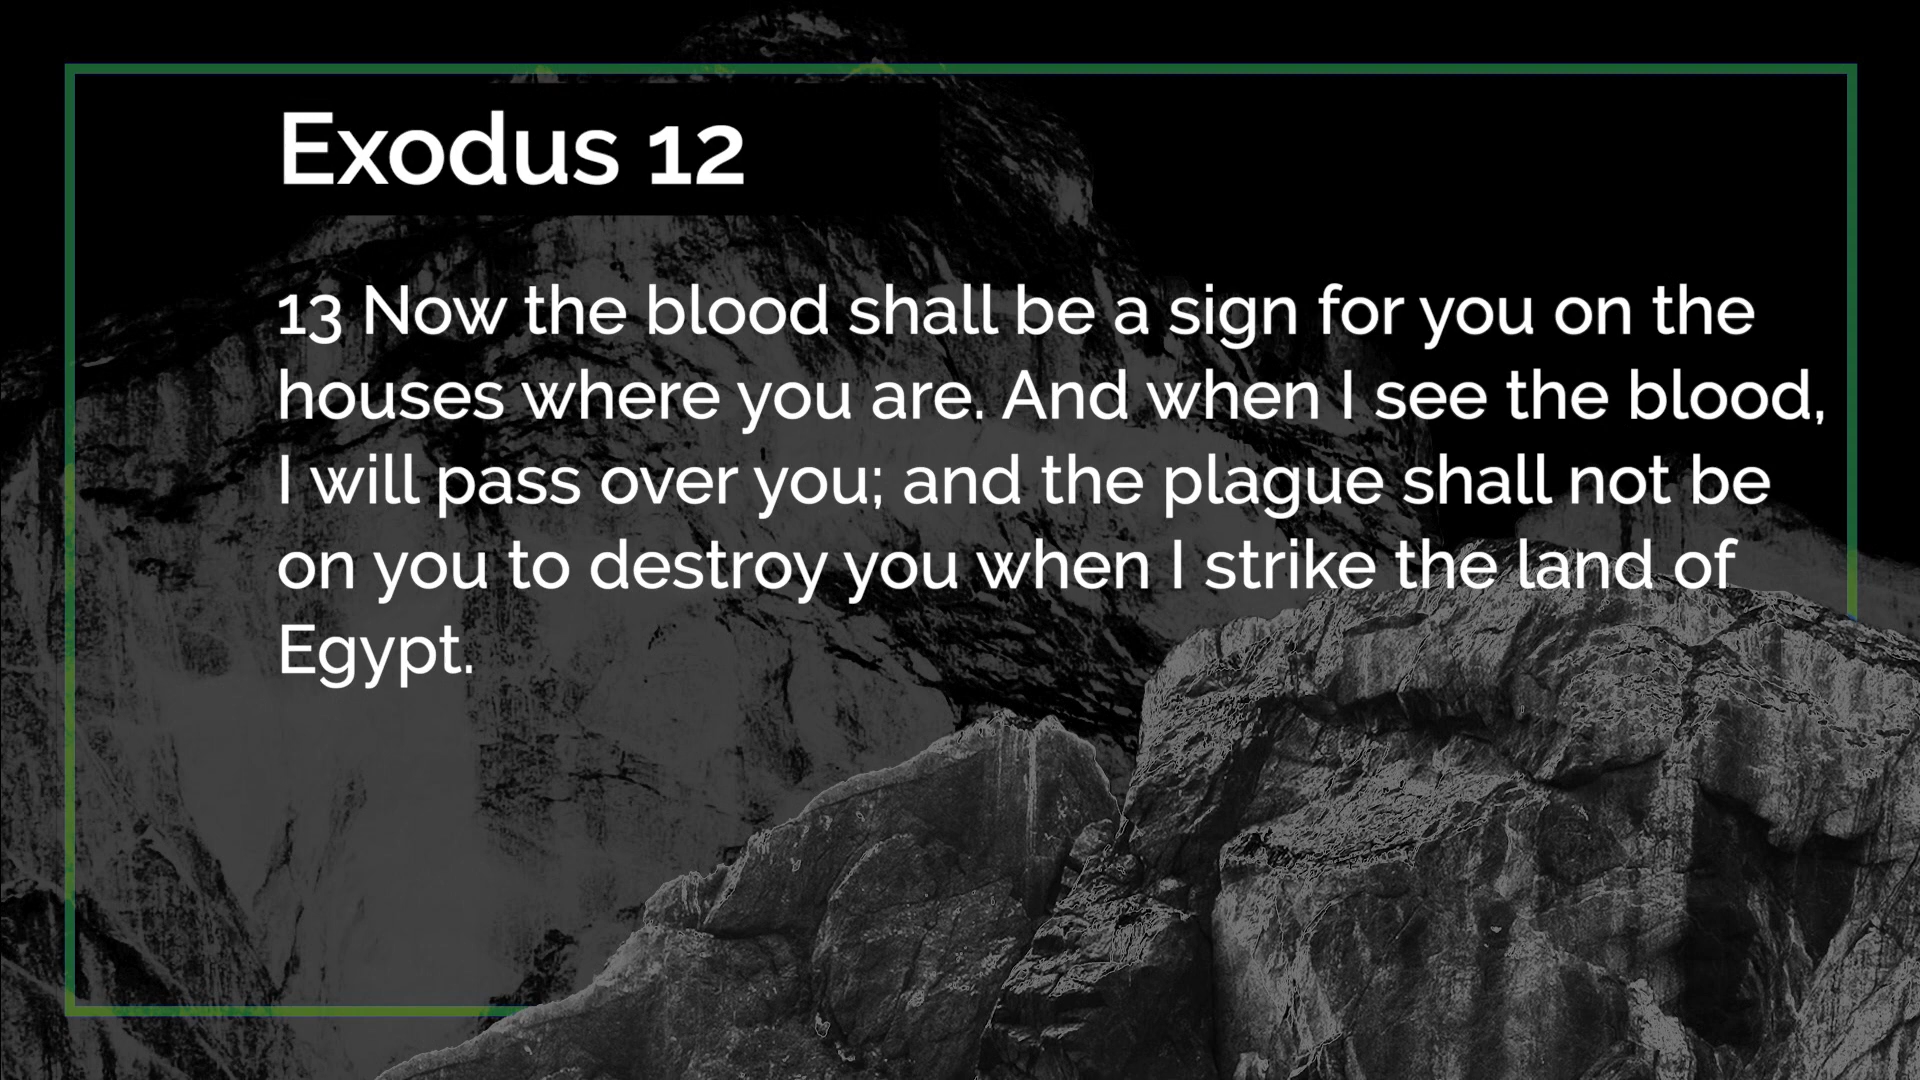 Exodus 12
13 Now the blood shall be a sign for you on the
houses where you are. And when I see the blood,
I will pass over you; and the plague shall not be
on you to destroy you when I strike the land of
Egypt.